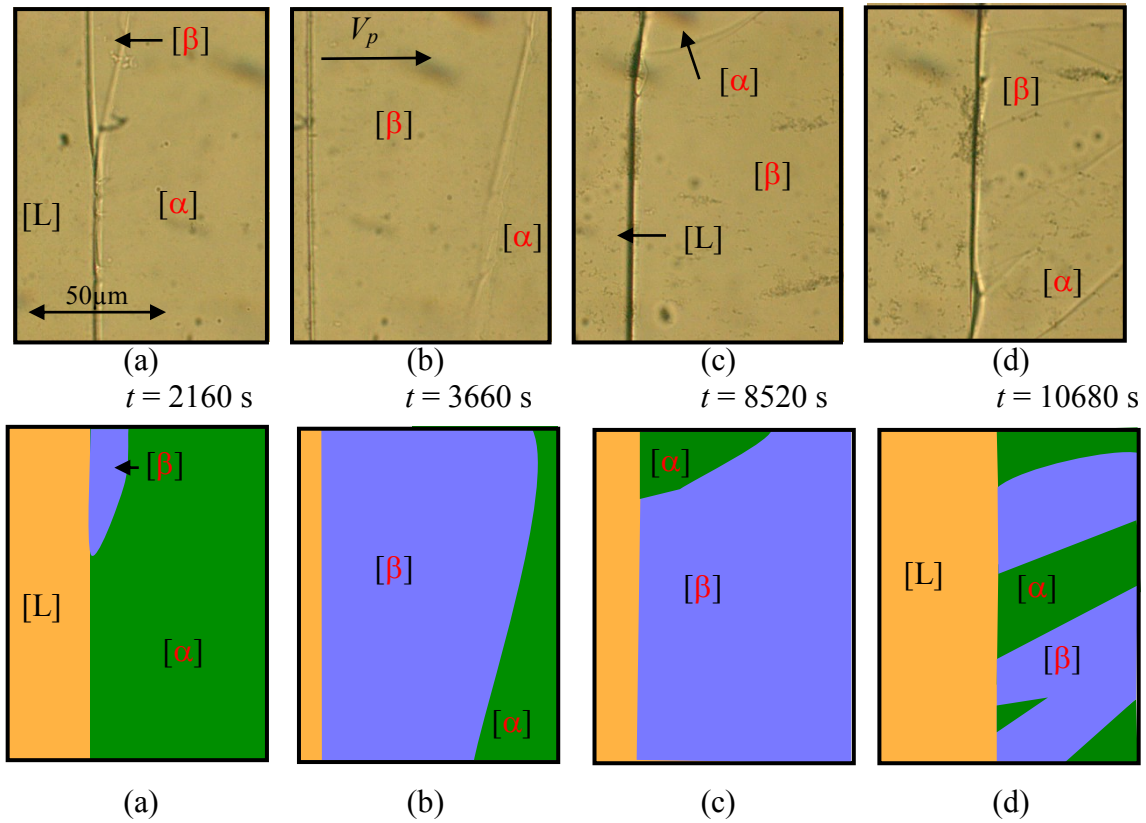 [β]
[L]
[α]
50μm
V_p
[β]
[α]
[α]
[β]
[L]
[β]
[α]
(a) (b) (c) (d)
t = 2160 s t = 3660 s t = 8520 s t = 10680 s
[β]
[L]
[α]
[β]
[α]
[α]
[β]
[L]
[α]
[β]
(a) (b) (c) (d)